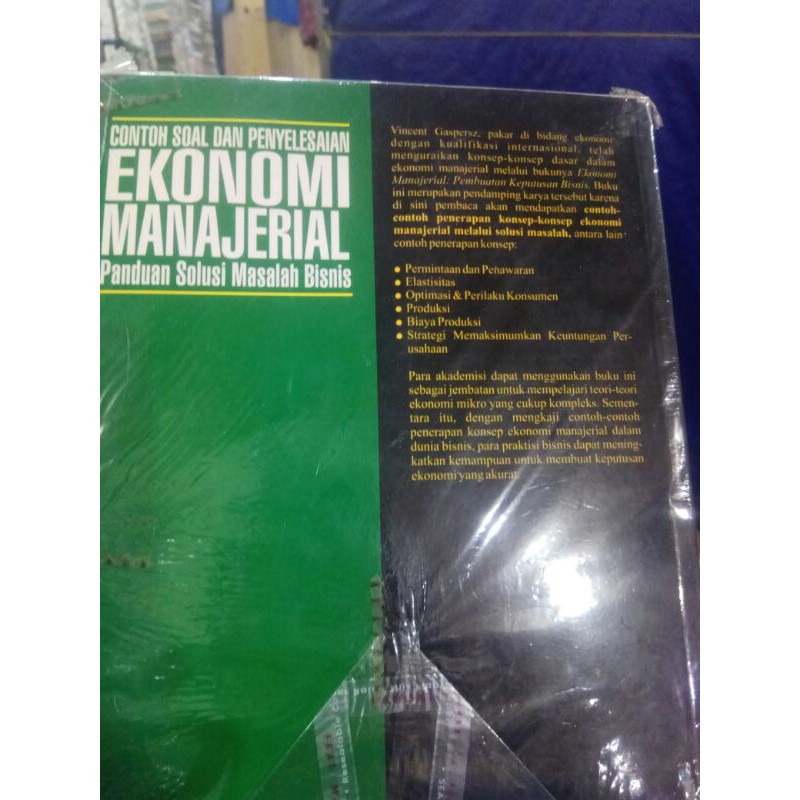 CONTOH SOAL DAN PENYELESAIAN
EKONOMI
MANAJERIAL
Panduan Solusi Masalah Bisnis
Vincent Gaspersz, pakar di bidang ekonomi
dengan kualifikasi internasional, telah
menguraikan konsep-konsep dasar dalam
ekonomi manajerial melalui bukunya Ekonomi
Manajerial: Pembuatan Keputusan Bisnis. Buku
ini merupakan pendamping karya tersebut karena
di sini pembaca akan mendapatkan contoh-
contoh penerapan konsep-konsep ekonomi
manajerial melalui solusi masalah, antara lain
contoh penerapan konsep:
• Permintaan dan Penawaran
• Elastisitas
• Optimasi & Perilaku Konsumen
• Produksi
• Biaya Produksi
• Strategi Memaksimumkan Keuntungan Per-
usahaan
Para akademisi dapat menggunakan buku ini
sebagai jembatan untuk mempelajari teori-teori
ekonomi mikro yang cukup kompleks. Semen-
tara itu, dengan mengkaji contoh-contoh
penerapan konsep ekonomi manajerial dalam
dunia bisnis, para praktisi bisnis dapat mening-
katkan kemampuan untuk membuat keputusan
ekonomi yang akurat.
Resealable